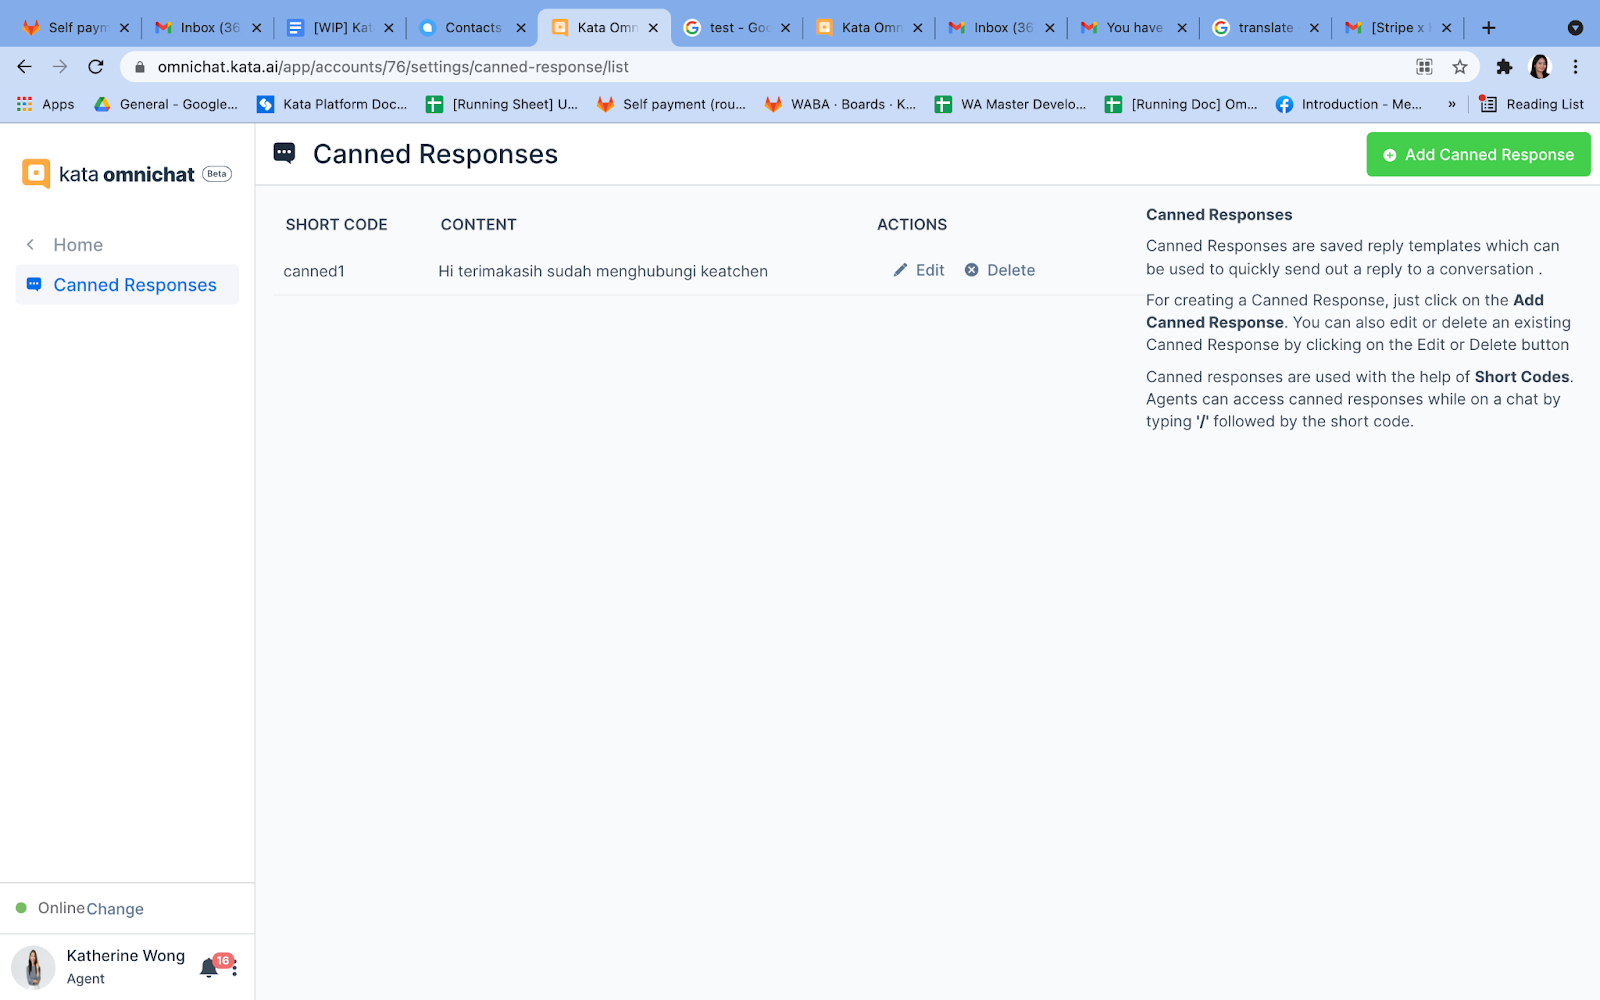 Self paym
Inbox (36
[WIP] Kat
Contacts
Kata Omn
test - Goo
Kata Omn
Inbox (36
You have
translate
[Stripe x
omnichat.kata.ai/app/accounts/76/settings/canned-response/list
Apps
General - Google...
Kata Platform Doc...
[Running Sheet] U...
Self payment (rou...
WABA · Boards · K...
WA Master Develo...
[Running Doc] Om...
Introduction - Me...
»
Reading List
kata omnichat Beta
Home
Canned Responses
Canned Responses
Add Canned Response
SHORT CODE CONTENT ACTIONS
canned1 Hi terimakasih sudah menghubungi keatchen Edit Delete
Canned Responses
Canned Responses are saved reply templates which can
be used to quickly send out a reply to a conversation .
For creating a Canned Response, just click on the Add
Canned Response. You can also edit or delete an existing
Canned Response by clicking on the Edit or Delete button
Canned responses are used with the help of Short Codes.
Agents can access canned responses while on a chat by
typing '/' followed by the short code.
Online Change
Katherine Wong
Agent
16